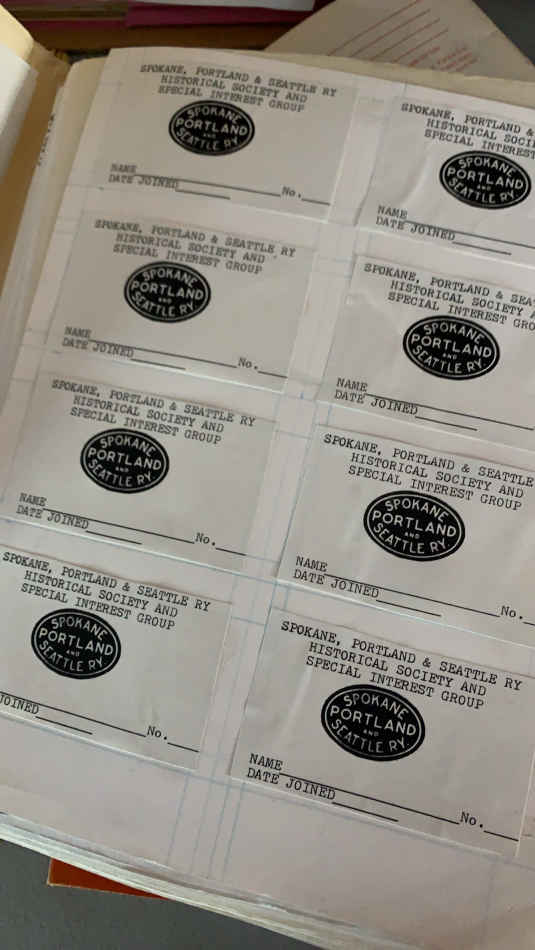 SPOKANE, PORTLAND & SEATTLE RY
HISTORICAL SOCIETY AND
SPECIAL INTEREST GROUP
SPOKANE
PORTLAND
AND
SEATTLE RY.
NAME
DATE JOINED No.
SPOKANE, PORTLAND &
HISTORICAL SOCI
SPECIAL INTEREST
SPOKANE
PORTLAND
AND
SEATTLE RY.
NAME
DATE JOINED
SPOKANE, PORTLAND & SEATTLE RY
HISTORICAL SOCIETY AND
SPECIAL INTEREST GROUP
SPOKANE
PORTLAND
AND
SEATTLE RY.
NAME
DATE JOINED No.
SPOKANE, PORTLAND & SEA
HISTORICAL SOCIETY
SPECIAL INTEREST GRO
SPOKANE
PORTLAND
AND
SEATTLE RY.
NAME
DATE JOINED
SPOKANE, PORTLAND & SEATTLE RY
HISTORICAL SOCIETY AND
SPECIAL INTEREST GROUP
SPOKANE
PORTLAND
AND
SEATTLE RY.
NAME
DATE JOINED No.
SPOKANE, PORTLAND & SEATTLE
HISTORICAL SOCIETY AND
SPECIAL INTEREST GROUP
SPOKANE
PORTLAND
AND
SEATTLE RY.
NAME
DATE JOINED No.
SPOKANE, PORTLAND & SEATTLE RY
HISTORICAL SOCIETY AND
SPECIAL INTEREST GROUP
SPOKANE
PORTLAND
AND
SEATTLE RY.
JOINED No.
SPOKANE, PORTLAND & SEATTLE RY
HISTORICAL SOCIETY AND
SPECIAL INTEREST GROUP
SPOKANE
PORTLAND
AND
SEATTLE RY.
NAME
DATE JOINED No.